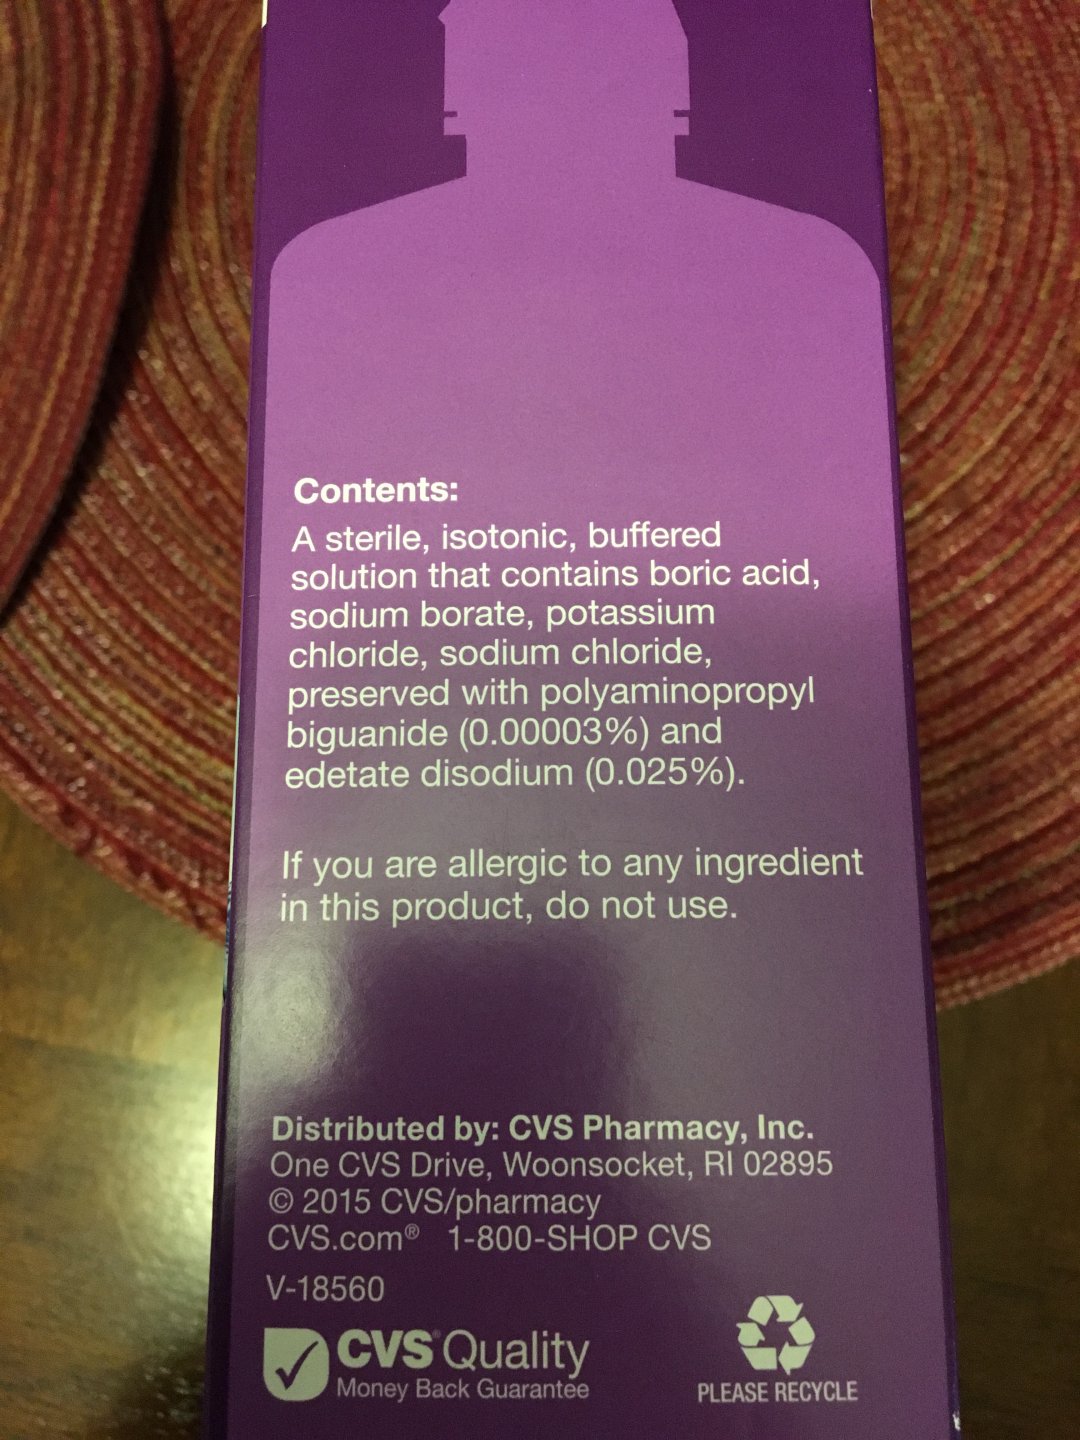 Contents:
A sterile, isotonic, buffered
solution that contains boric acid,
sodium borate, potassium
chloride, sodium chloride,
preserved with polyaminopropyl
biguanide (0.00003%) and
edetate disodium (0.025%).
If you are allergic to any ingredient
in this product, do not use.
Distributed by: CVS Pharmacy, Inc.
One CVS Drive, Woonsocket, RI 02895
© 2015 CVS/pharmacy
CVS.com® 1-800-SHOP CVS
V-18560
CVS® Quality
Money Back Guarantee
PLEASE RECYCLE